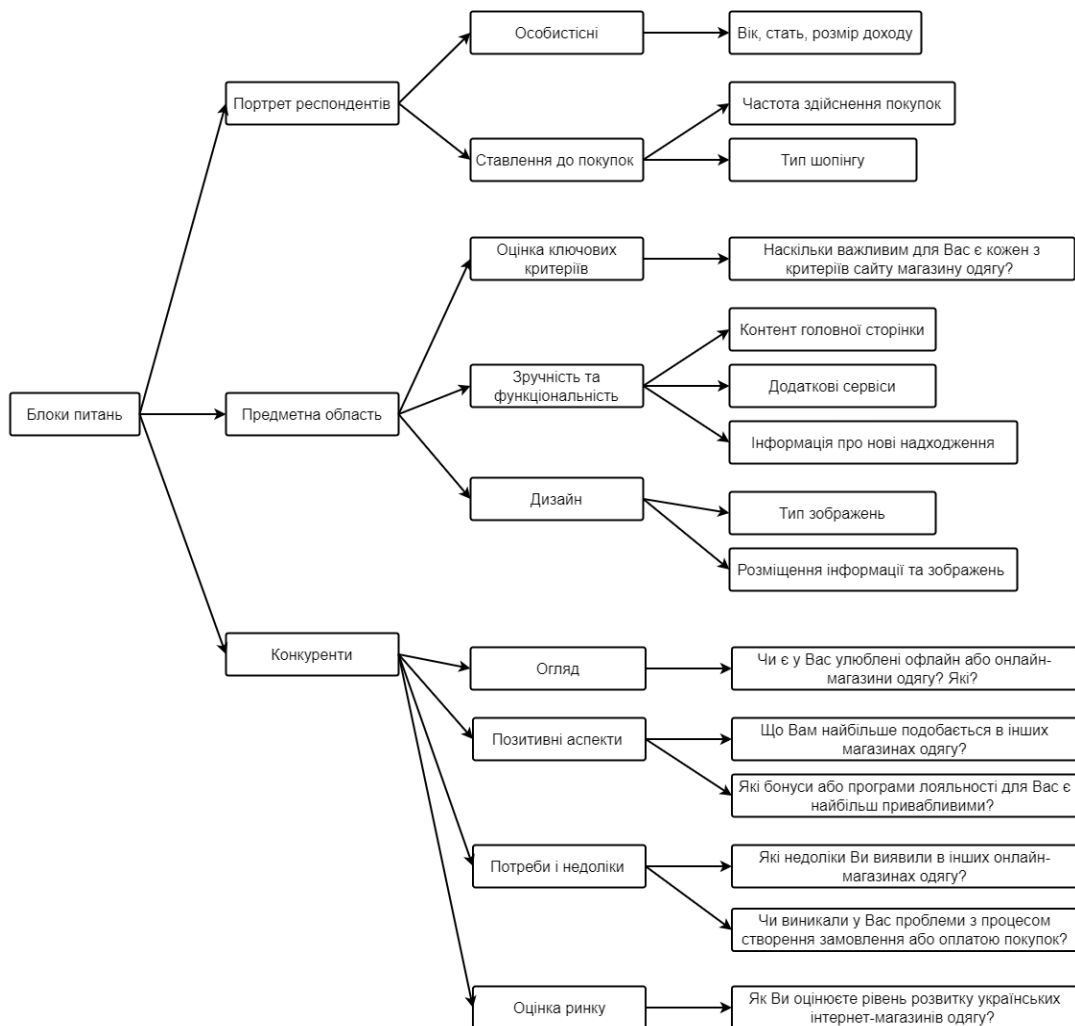 Особистісні
Вік, стать, розмір доходу
Портрет респондентів
Частота здійснення покупок
Ставлення до покупок
Тип шопінгу
Оцінка ключових
критеріїв
Наскільки важливим для Вас є кожен з
критеріїв сайту магазину одягу?
Контент головної сторінки
Зручність та
функціональність
Додаткові сервіси
Блоки питань
Предметна область
Інформація про нові надходження
Дизайн
Тип зображень
Розміщення інформації та зображень
Конкуренти
Огляд
Чи є у Вас улюблені офлайн або онлайн-
магазини одягу? Які?
Позитивні аспекти
Що Вам найбільше подобається в інших
магазинах одягу?
Які бонуси або програми лояльності для Вас є
найбільш привабливими?
Потреби і недоліки
Які недоліки Ви виявили в інших онлайн-
магазинах одягу?
Чи виникали у Вас проблеми з процесом
створення замовлення або оплатою покупок?
Оцінка ринку
Як Ви оцінюєте рівень розвитку українських
інтернет-магазинів одягу?